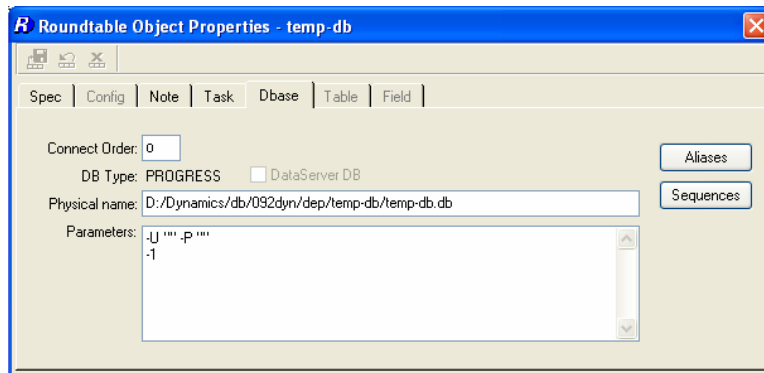 R Roundtable Object Properties - temp-db
Spec Config Note Task Dbase Table Field
Connect Order: 0
Aliases
DB Type: PROGRESS DataServer DB
Sequences
Physical name: D:/Dynamics/db/092dyn/dep/temp-db/temp-db.db
Parameters: -U "" -P ""
-1